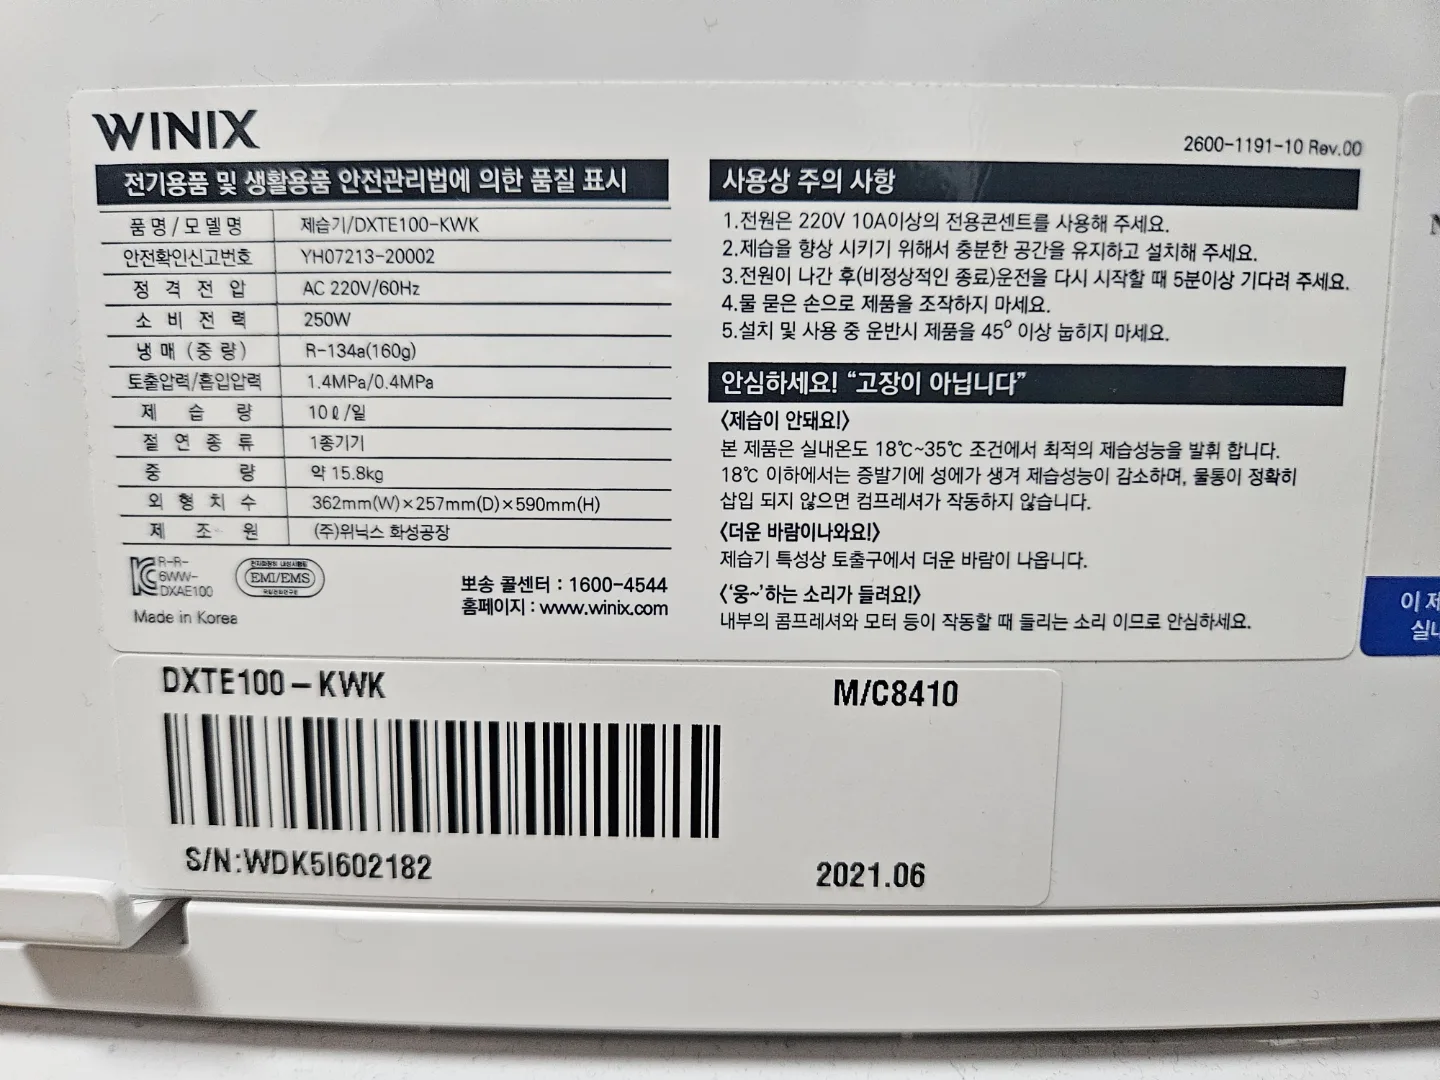 WINIX
2600-1191-10 Rev.00
전기용품 및 생활용품 안전관리법에 의한 품질 표시
품명/모델명 제습기/DXTE100-KWK
안전확인신고번호 YH07213-20002
정격전압 AC 220V/60Hz
소비전력 250W
냉매(중량) R-134a(160g)
토출압력/흡입압력 1.4MPa/0.4MPa
제습량 10ℓ/일
절연종류 1종기기
중량 약 15.8kg
외형치수 362mm(W)×257mm(D)×590mm(H)
제조원 (주)위닉스 화성공장
R-R-
6WW-
DXAE100
EMI/EMS
Made in Korea
보송 콜센터 : 1600-4544
홈페이지 : www.winix.com
사용상 주의 사항
1.전원은 220V 10A이상의 전용콘센트를 사용해 주세요.
2.제습을 향상 시키기 위해서 충분한 공간을 유지하고 설치해 주세요.
3.전원이 나간 후(비정상적인 종료)운전을 다시 시작할 때 5분이상 기다려 주세요.
4.물 묻은 손으로 제품을 조작하지 마세요.
5.설치 및 사용 중 운반시 제품을 45° 이상 눕히지 마세요.
안심하세요! “고장이 아닙니다”
〈제습이 안돼요!〉
본 제품은 실내온도 18℃~35℃ 조건에서 최적의 제습성능을 발휘 합니다.
18℃ 이하에서는 증발기에 성에가 생겨 제습성능이 감소하며, 물통이 정확히
삽입 되지 않으면 컴프레셔가 작동하지 않습니다.
〈더운 바람이나와요!〉
제습기 특성상 토출구에서 더운 바람이 나옵니다.
〈‘웅~’하는 소리가 들려요!〉
내부의 콤프레셔와 모터 등이 작동할 때 들리는 소리 이므로 안심하세요.
이 제
실내
DXTE100-KWK
M/C8410
S/N:WDK5I602182
2021.06